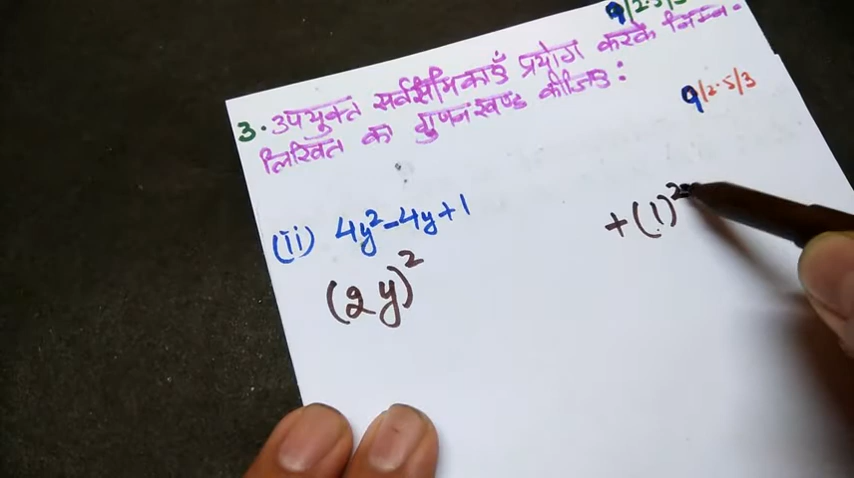 9/2.5/3
3. उपयुक्त सर्वसमिकाएँ प्रयोग करके निम्न-
लिखित का गुणनखण्ड कीजिए:
9/2.5/3
(ii) 4y²-4y+1
(2y)² +(1)²